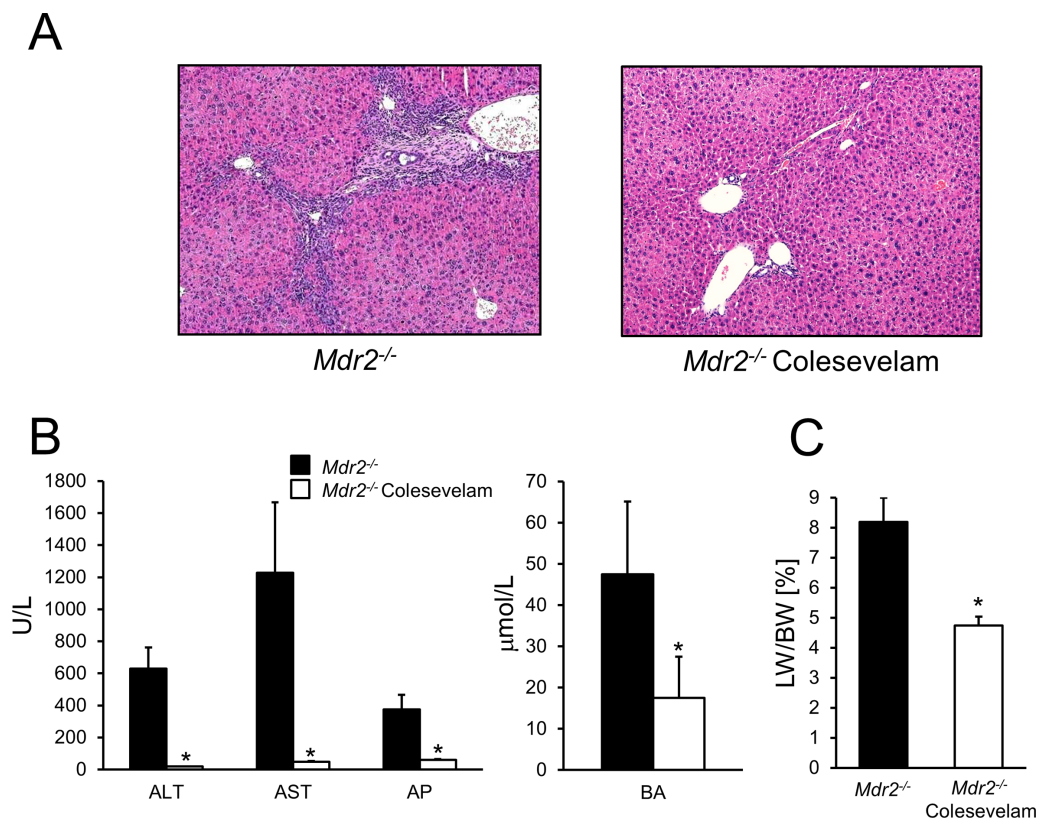 A
Mdr2-/-
Mdr2-/- Colesevelam
B
C
Mdr2-/-
Mdr2-/- Colesevelam
1800
1600
1400
1200
1000
800
600
400
200
0
U/L
ALT
AST
AP
70
60
50
40
30
20
10
0
μmol/L
*
*
*
*
BA
9
8
7
6
5
4
3
2
1
0
LW/BW [%]
*
Mdr2-/-
Mdr2-/-
Colesevelam